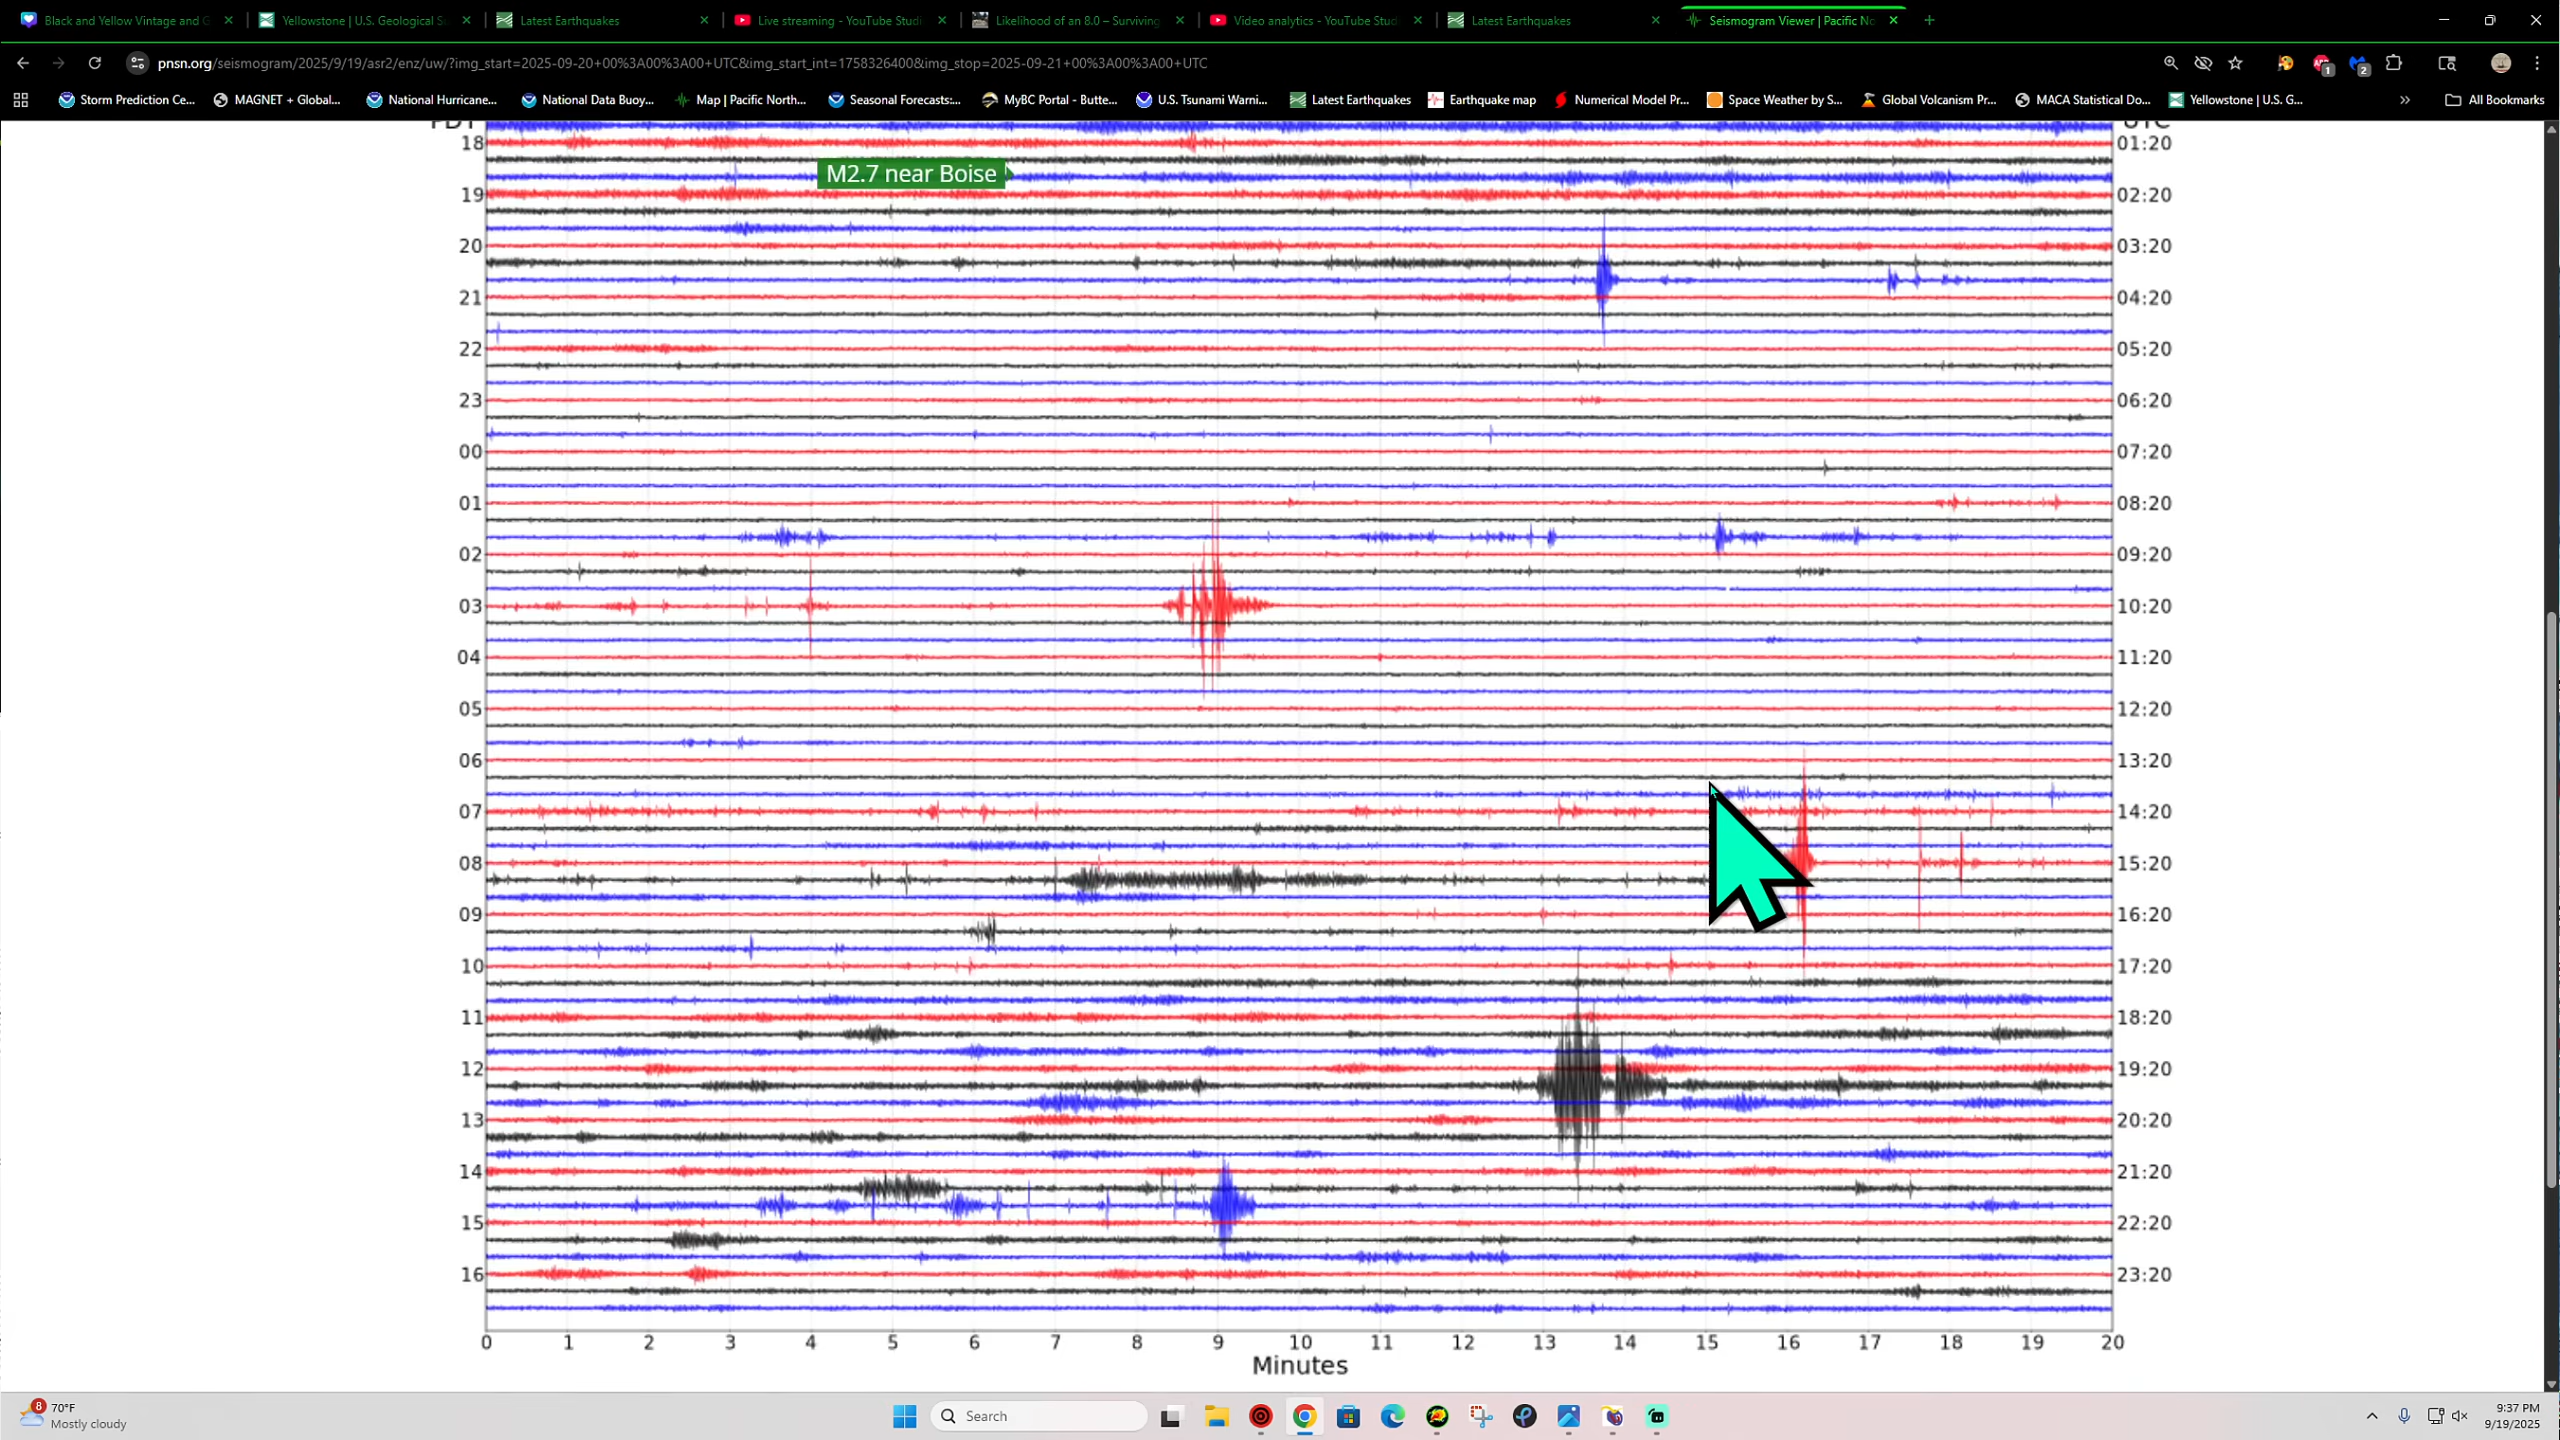 Black and Yellow Vintage and G
Yellowstone | U.S. Geological S
Latest Earthquakes
Live streaming - YouTube Studi
Likelihood of an 8.0 – Surviving
Video analytics - YouTube Stud
Latest Earthquakes
Seismogram Viewer | Pacific No
pnsn.org/seismogram/2025/9/19/asr2/enz/uw/?img_start=2025-09-20+00%3A00%3A00+UTC&img_start_int=1758326400&img_stop=2025-09-21+00%3A00%3A00+UTC
1
2
Storm Prediction Ce...
MAGNET + Global...
National Hurricane...
National Data Buoy...
Map | Pacific North...
Seasonal Forecasts:...
MyBC Portal - Butte...
U.S. Tsunami Warni...
Latest Earthquakes
Earthquake map
Numerical Model Pr...
Space Weather by S...
Global Volcanism Pr...
MACA Statistical Do...
Yellowstone | U.S. G...
All Bookmarks
PDT UTC
18 01:20
M2.7 near Boise
19 02:20
20 03:20
21 04:20
22 05:20
23 06:20
00 07:20
01 08:20
02 09:20
03 10:20
04 11:20
05 12:20
06 13:20
07 14:20
08 15:20
09 16:20
10 17:20
11 18:20
12 19:20
13 20:20
14 21:20
15 22:20
16 23:20
0 1 2 3 4 5 6 7 8 9 10 11 12 13 14 15 16 17 18 19 20
Minutes
8
70°F
Mostly cloudy
Search
9:37 PM
9/19/2025